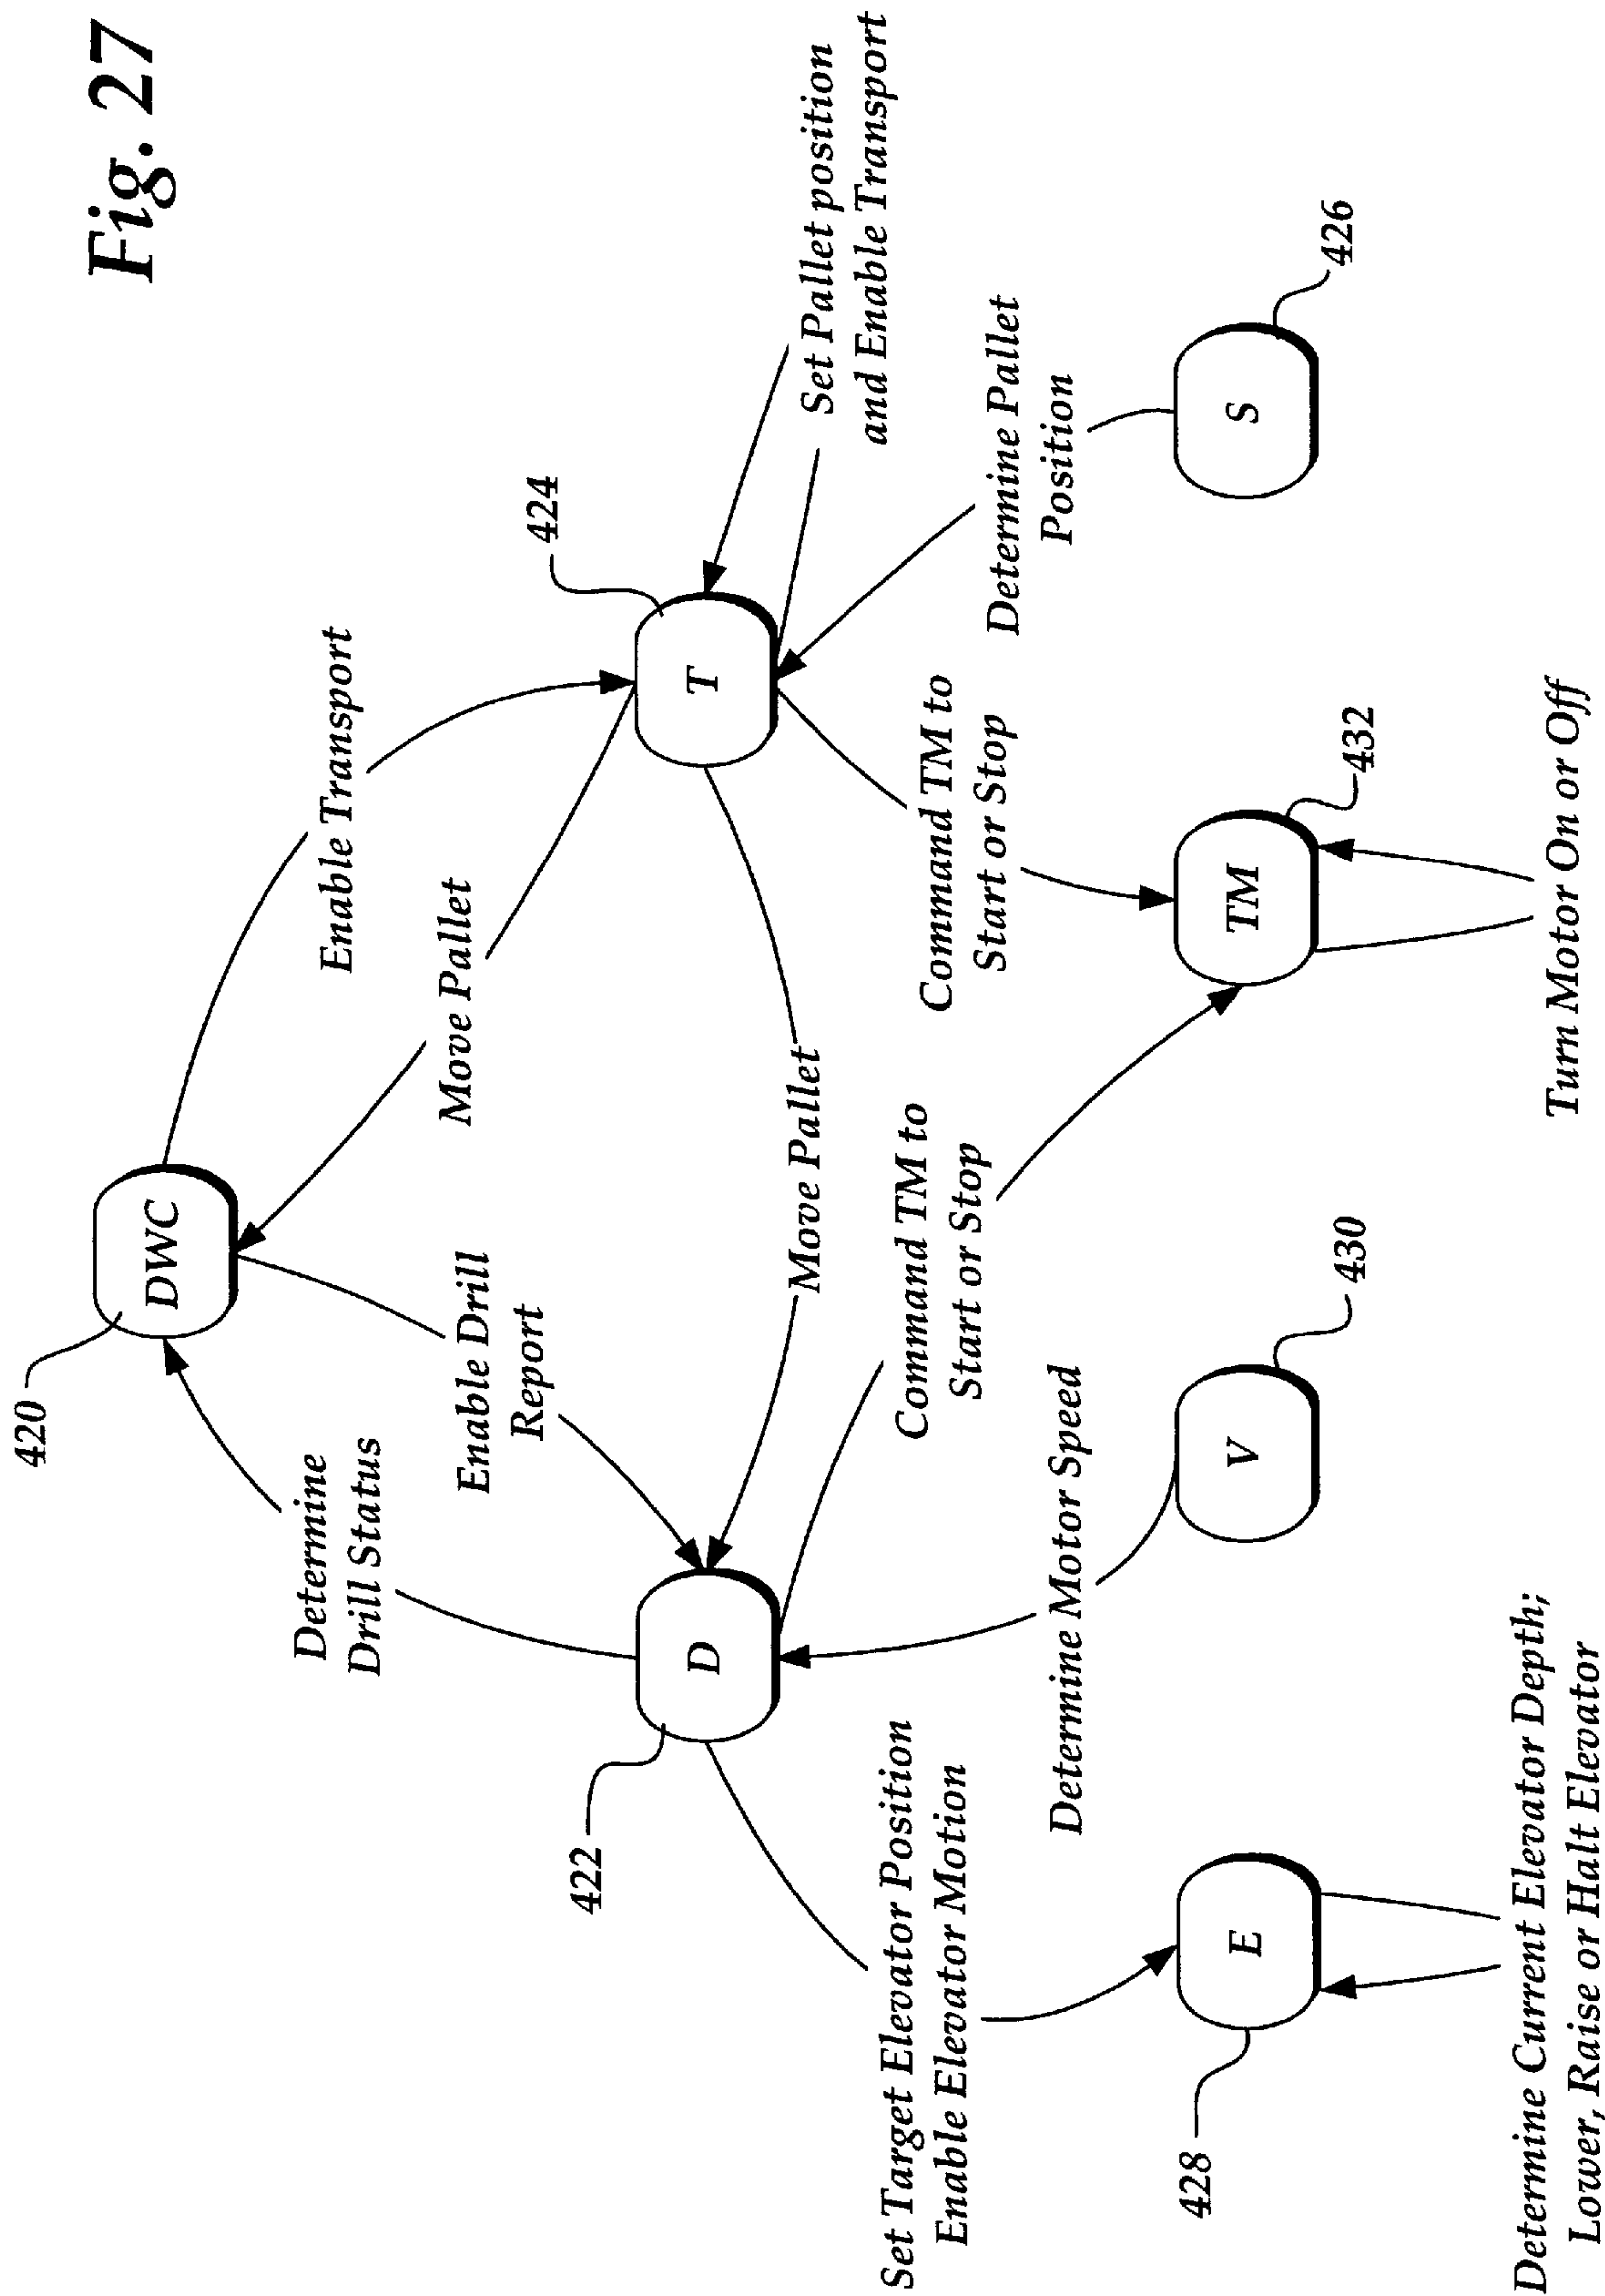 Fig. 27
420
DWC
Determine
Drill Status
Enable Transport
Move Pallet
Enable Drill
Report
422
D
424
T
Move Pallet
Set Pallet position
and Enable Transport
Set Target Elevator Position
Enable Elevator Motion
Command TM to
Start or Stop
Command TM to
Start or Stop
Determine Pallet
Position
Determine Motor Speed
428
E
V
430
TM
432
S
426
Determine Current Elevator Depth;
Lower, Raise or Halt Elevator
Turn Motor On or Off